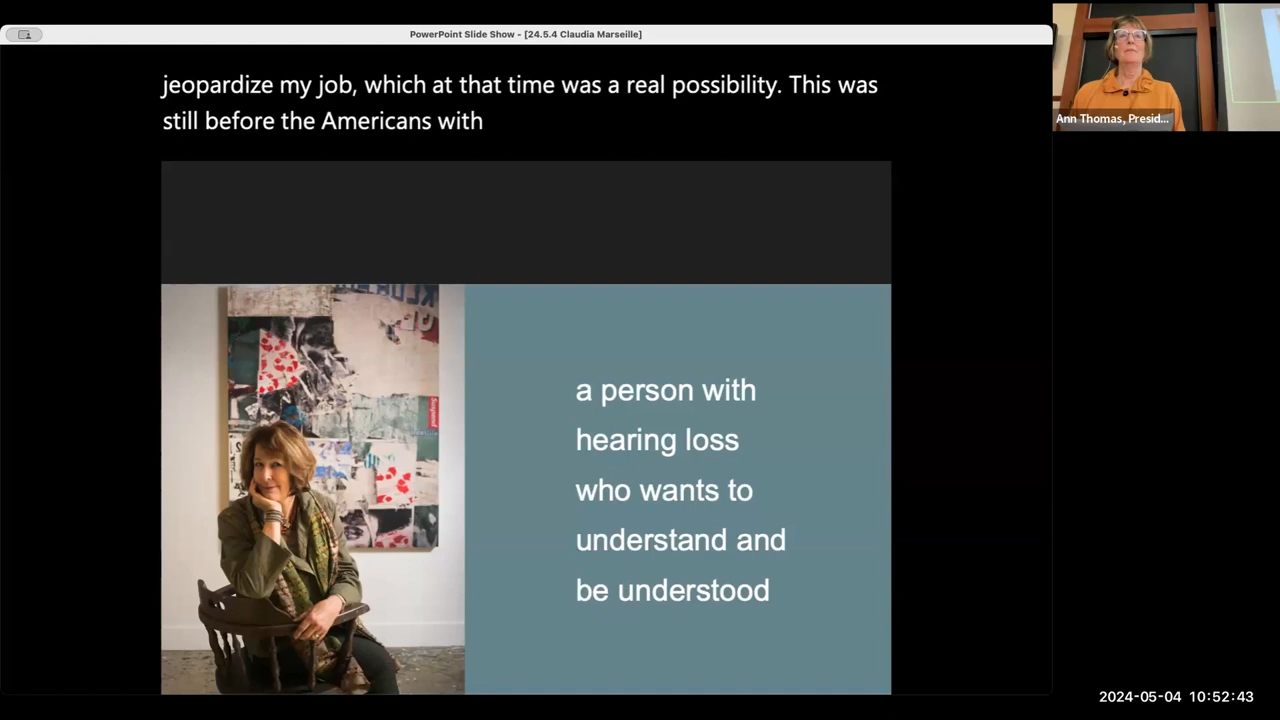 PowerPoint Slide Show - [24.5.4 Claudia Marseille]
jeopardize my job, which at that time was a real possibility. This was
still before the Americans with
Ann Thomas, Presid...
a person with
hearing loss
who wants to
understand and
be understood
2024-05-04 10:52:43